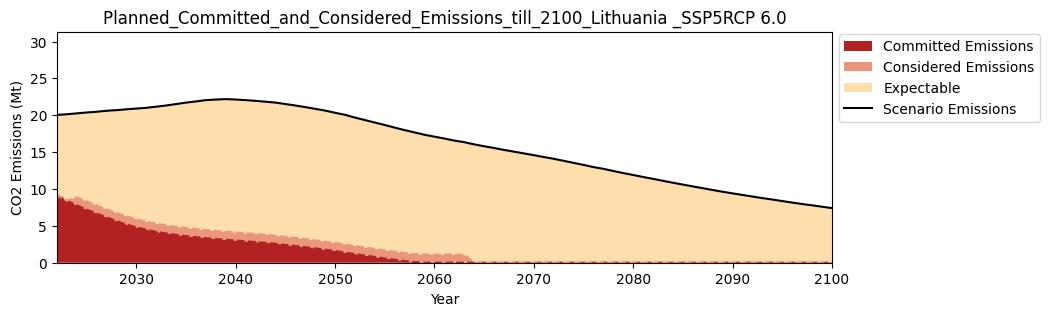 Planned_Committed_and_Considered_Emissions_till_2100_Lithuania _SSP5RCP 6.0
CO2 Emissions (Mt)
30
25
20
15
10
5
0
2030 2040 2050 2060 2070 2080 2090 2100
Year
Committed Emissions
Considered Emissions
Expectable
Scenario Emissions